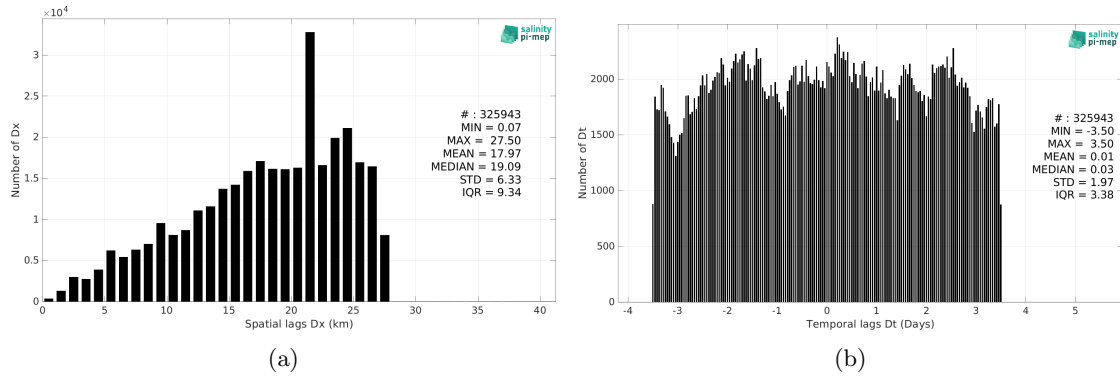 ×10⁴
salinity
pi-mep
3
2.5
2
1.5
1
0.5
0
Number of Dx
# : 325943
MIN = 0.07
MAX = 27.50
MEAN = 17.97
MEDIAN = 19.09
STD = 6.33
IQR = 9.34
0 5 10 15 20 25 30 35 40
Spatial lags Dx (km)
(a)
salinity
pi-mep
2000
1500
1000
500
0
Number of Dt
# : 325943
MIN = -3.50
MAX = 3.50
MEAN = 0.01
MEDIAN = 0.03
STD = 1.97
IQR = 3.38
-4 -3 -2 -1 0 1 2 3 4 5
Temporal lags Dt (Days)
(b)